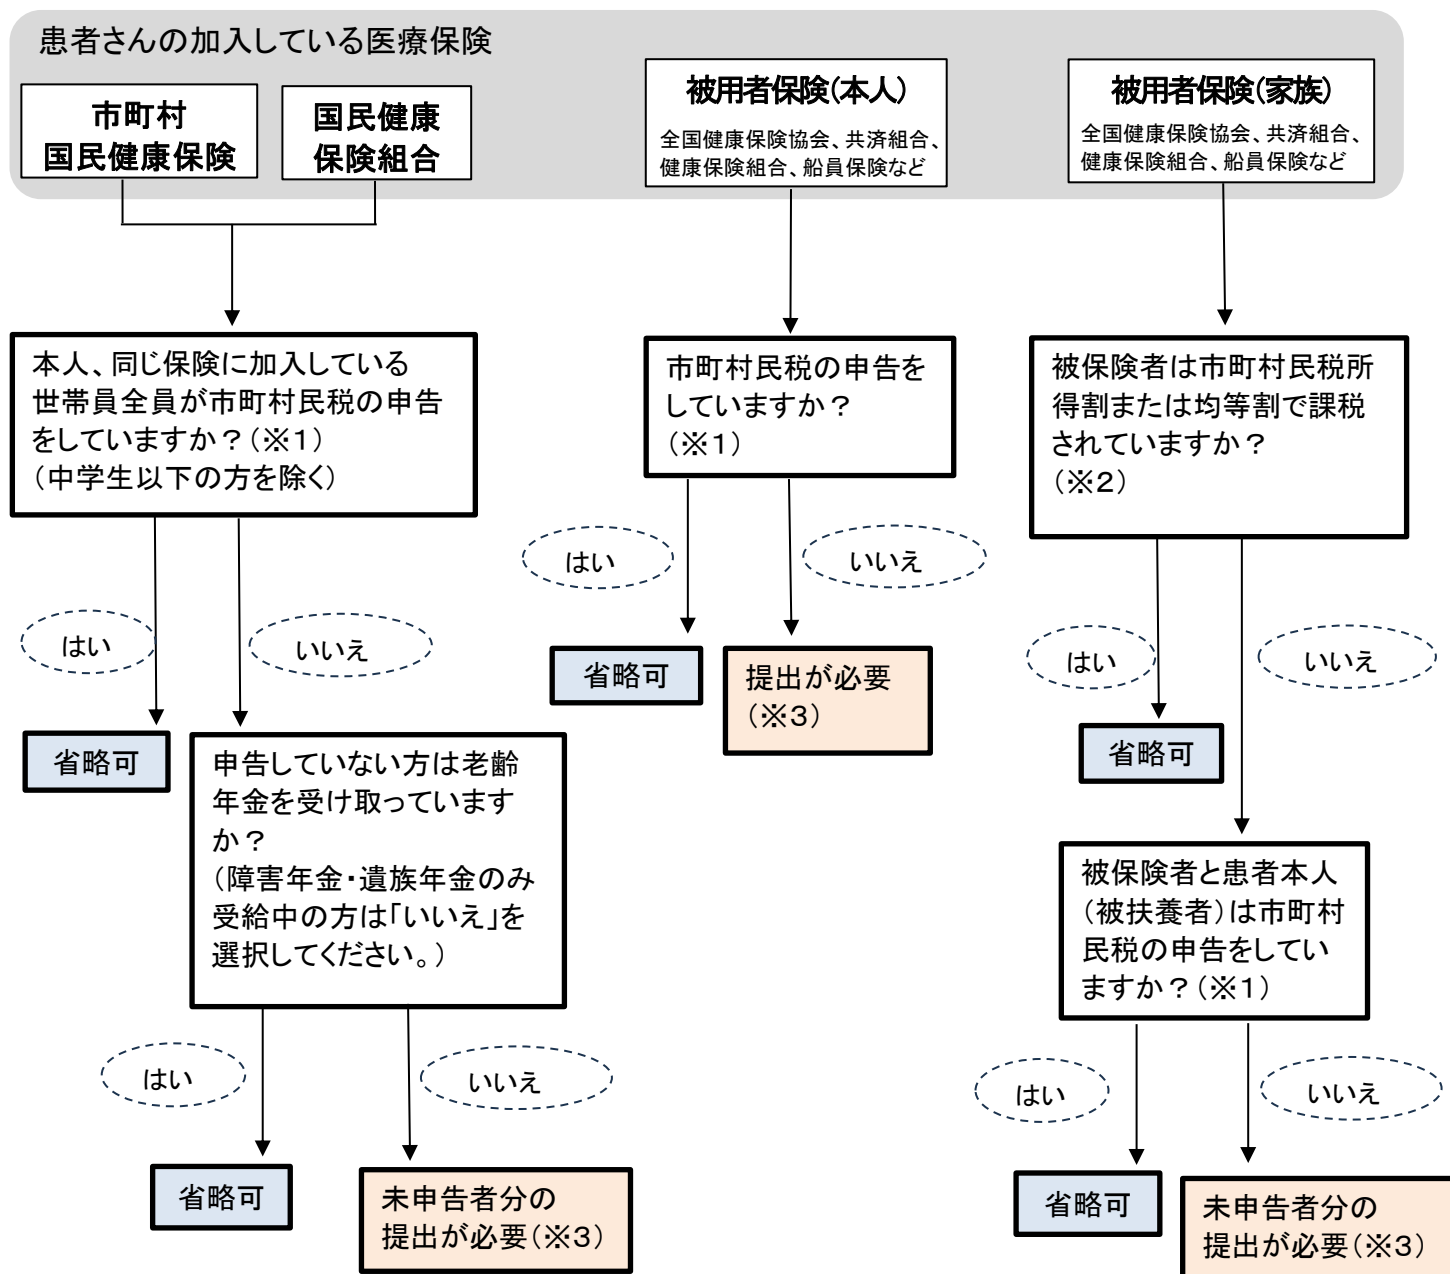 患者さんの加入している医療保険
市町村
国民健康保険
国民健康
保険組合
被用者保険(本人)
全国健康保険協会、共済組合、
健康保険組合、船員保険など
被用者保険(家族)
全国健康保険協会、共済組合、
健康保険組合、船員保険など
本人、同じ保険に加入している
世帯員全員が市町村民税の申告
をしていますか？(※1)
(中学生以下の方を除く)
市町村民税の申告を
していますか？
(※1)
被保険者は市町村民税所
得割または均等割で課税
されていますか？
(※2)
はい
いいえ
はい
いいえ
はい
いいえ
省略可
提出が必要
(※3)
省略可
省略可
申告していない方は老齢
年金を受け取っています
か？
(障害年金・遺族年金のみ
受給中の方は「いいえ」を
選択してください。)
被保険者と患者本人
(被扶養者)は市町村
民税の申告をしてい
ますか？(※1)
はい
いいえ
はい
いいえ
省略可
未申告者分の
提出が必要(※3)
省略可
未申告者分の
提出が必要(※3)